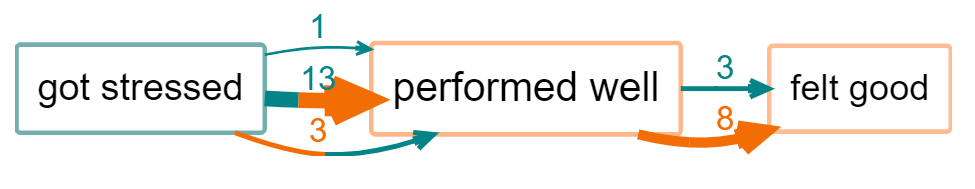 1
got stressed
13
3
performed well
3
8
felt good